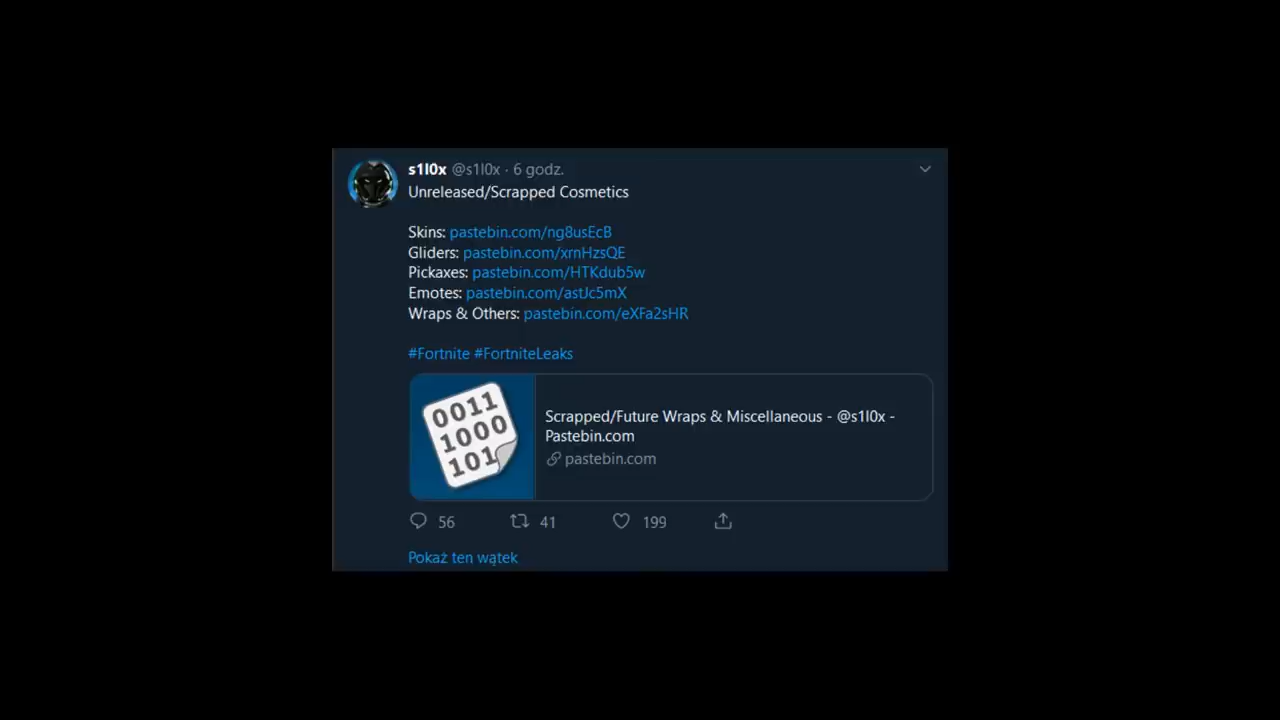 s1l0x @s1l0x · 6 godz.
Unreleased/Scrapped Cosmetics
Skins: pastebin.com/ng8usEcB
Gliders: pastebin.com/xrnHzsQE
Pickaxes: pastebin.com/HTKdub5w
Emotes: pastebin.com/astJc5mX
Wraps & Others: pastebin.com/eXFa2sHR
#Fortnite #FortniteLeaks
0011
1000
101
Scrapped/Future Wraps & Miscellaneous - @s1l0x -
Pastebin.com
pastebin.com
56 41 199
Pokaż ten wątek